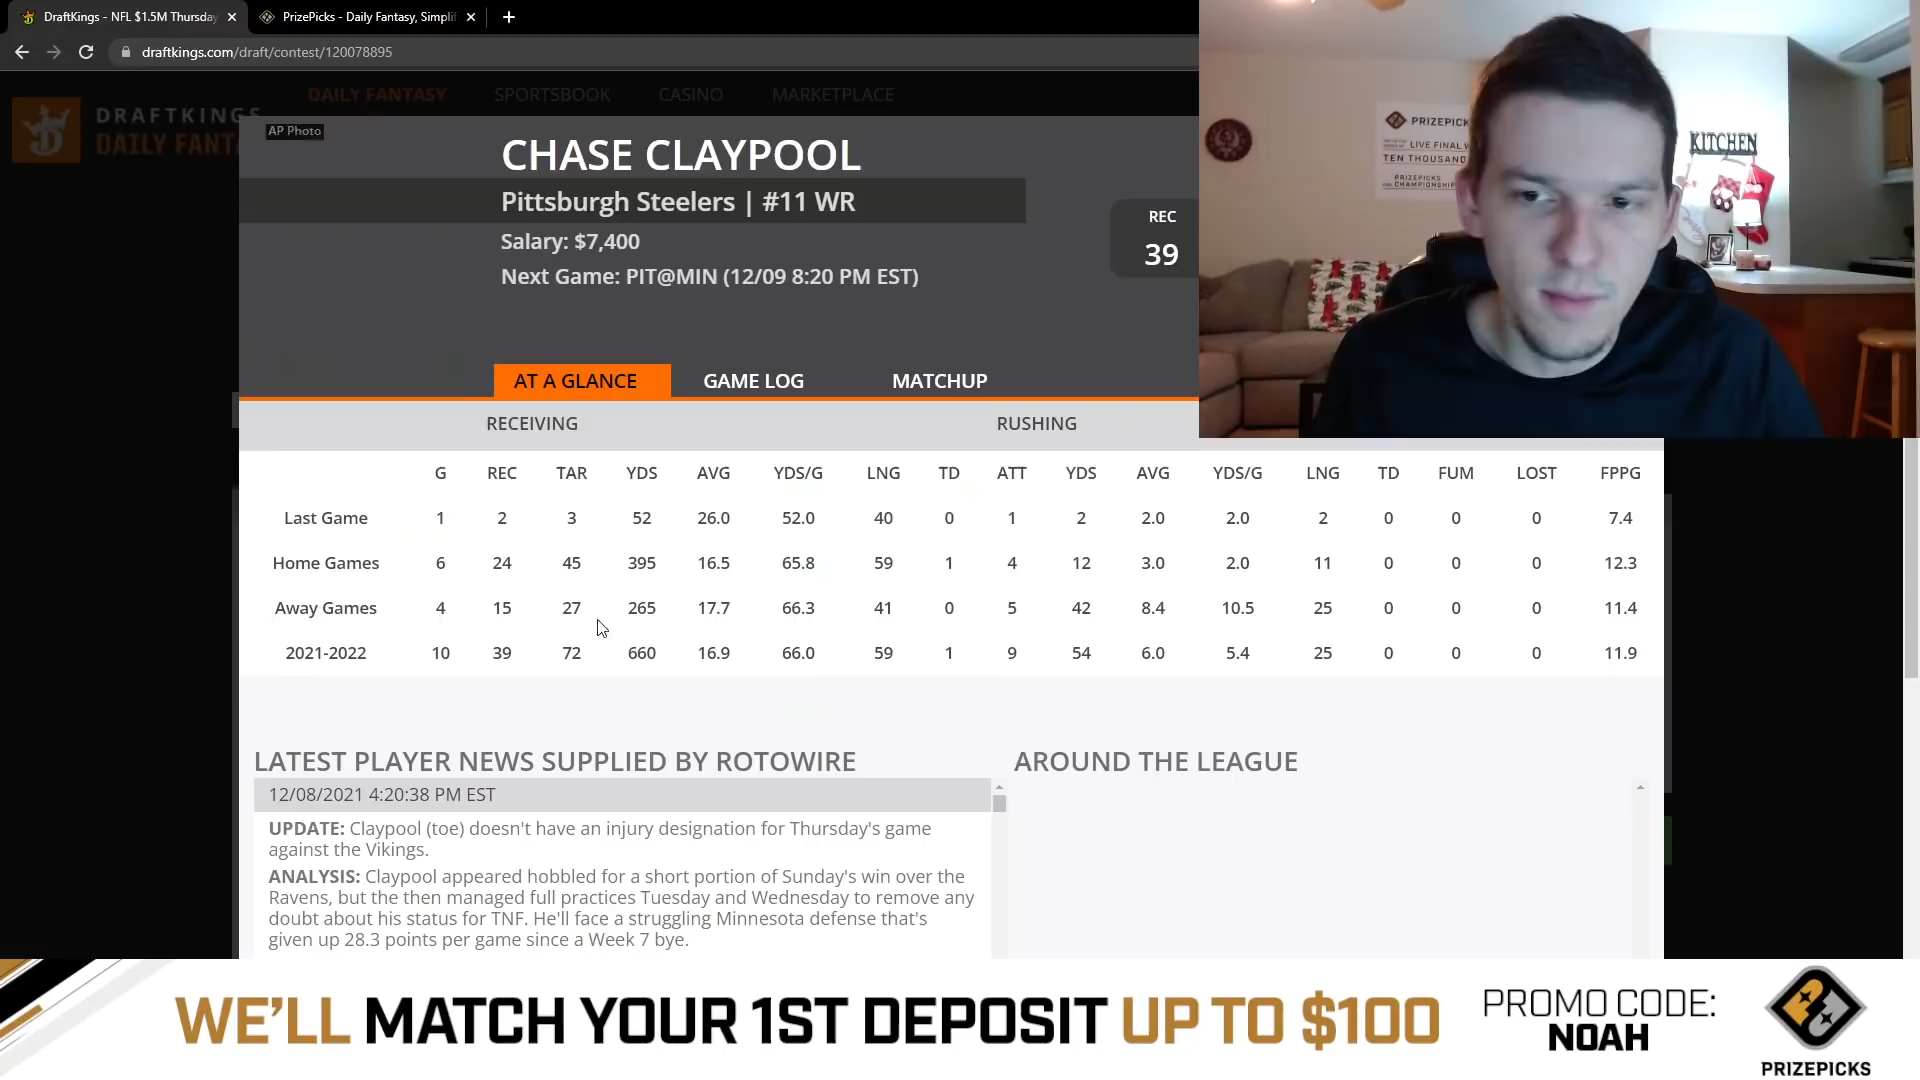 DraftKings - NFL $1.5M Thursday
PrizePicks - Daily Fantasy, Simplif
draftkings.com/draft/contest/120078895
DRAFTKINGS
DAILY FANTA
DAILY FANTASY SPORTSBOOK CASINO MARKETPLACE
AP Photo
CHASE CLAYPOOL
Pittsburgh Steelers | #11 WR
Salary: $7,400
Next Game: PIT@MIN (12/09 8:20 PM EST)
REC
39
PRIZEPICK
LIVE FINAL W
TEN THOUSAND
PRIZEPICKS
CHAMPIONSHIP
KITCHEN
AT A GLANCE GAME LOG MATCHUP
RECEIVING RUSHING
G REC TAR YDS AVG YDS/G LNG TD ATT YDS AVG YDS/G LNG TD FUM LOST FPPG
Last Game 1 2 3 52 26.0 52.0 40 0 1 2 2.0 2.0 2 0 0 0 7.4
Home Games 6 24 45 395 16.5 65.8 59 1 4 12 3.0 2.0 11 0 0 0 12.3
Away Games 4 15 27 265 17.7 66.3 41 0 5 42 8.4 10.5 25 0 0 0 11.4
2021-2022 10 39 72 660 16.9 66.0 59 1 9 54 6.0 5.4 25 0 0 0 11.9
LATEST PLAYER NEWS SUPPLIED BY ROTOWIRE
AROUND THE LEAGUE
12/08/2021 4:20:38 PM EST
UPDATE: Claypool (toe) doesn't have an injury designation for Thursday's game
against the Vikings.
ANALYSIS: Claypool appeared hobbled for a short portion of Sunday's win over the
Ravens, but the then managed full practices Tuesday and Wednesday to remove any
doubt about his status for TNF. He'll face a struggling Minnesota defense that's
given up 28.3 points per game since a Week 7 bye.
WE'LL MATCH YOUR 1ST DEPOSIT UP TO $100
PROMO CODE:
NOAH
PRIZEPICKS